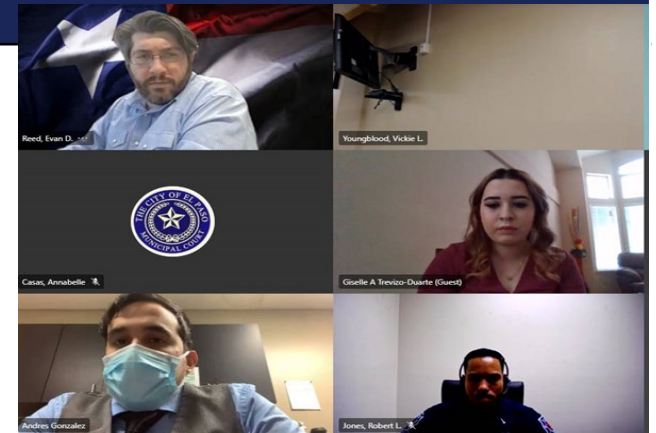 Reed, Evan D.
Youngblood, Vickie L.
THE CITY OF EL PASO
MUNICIPAL COURT
Casas, Annabelle
Giselle A Trevizo-Duarte (Guest)
Andres Gonzalez
Jones, Robert L.